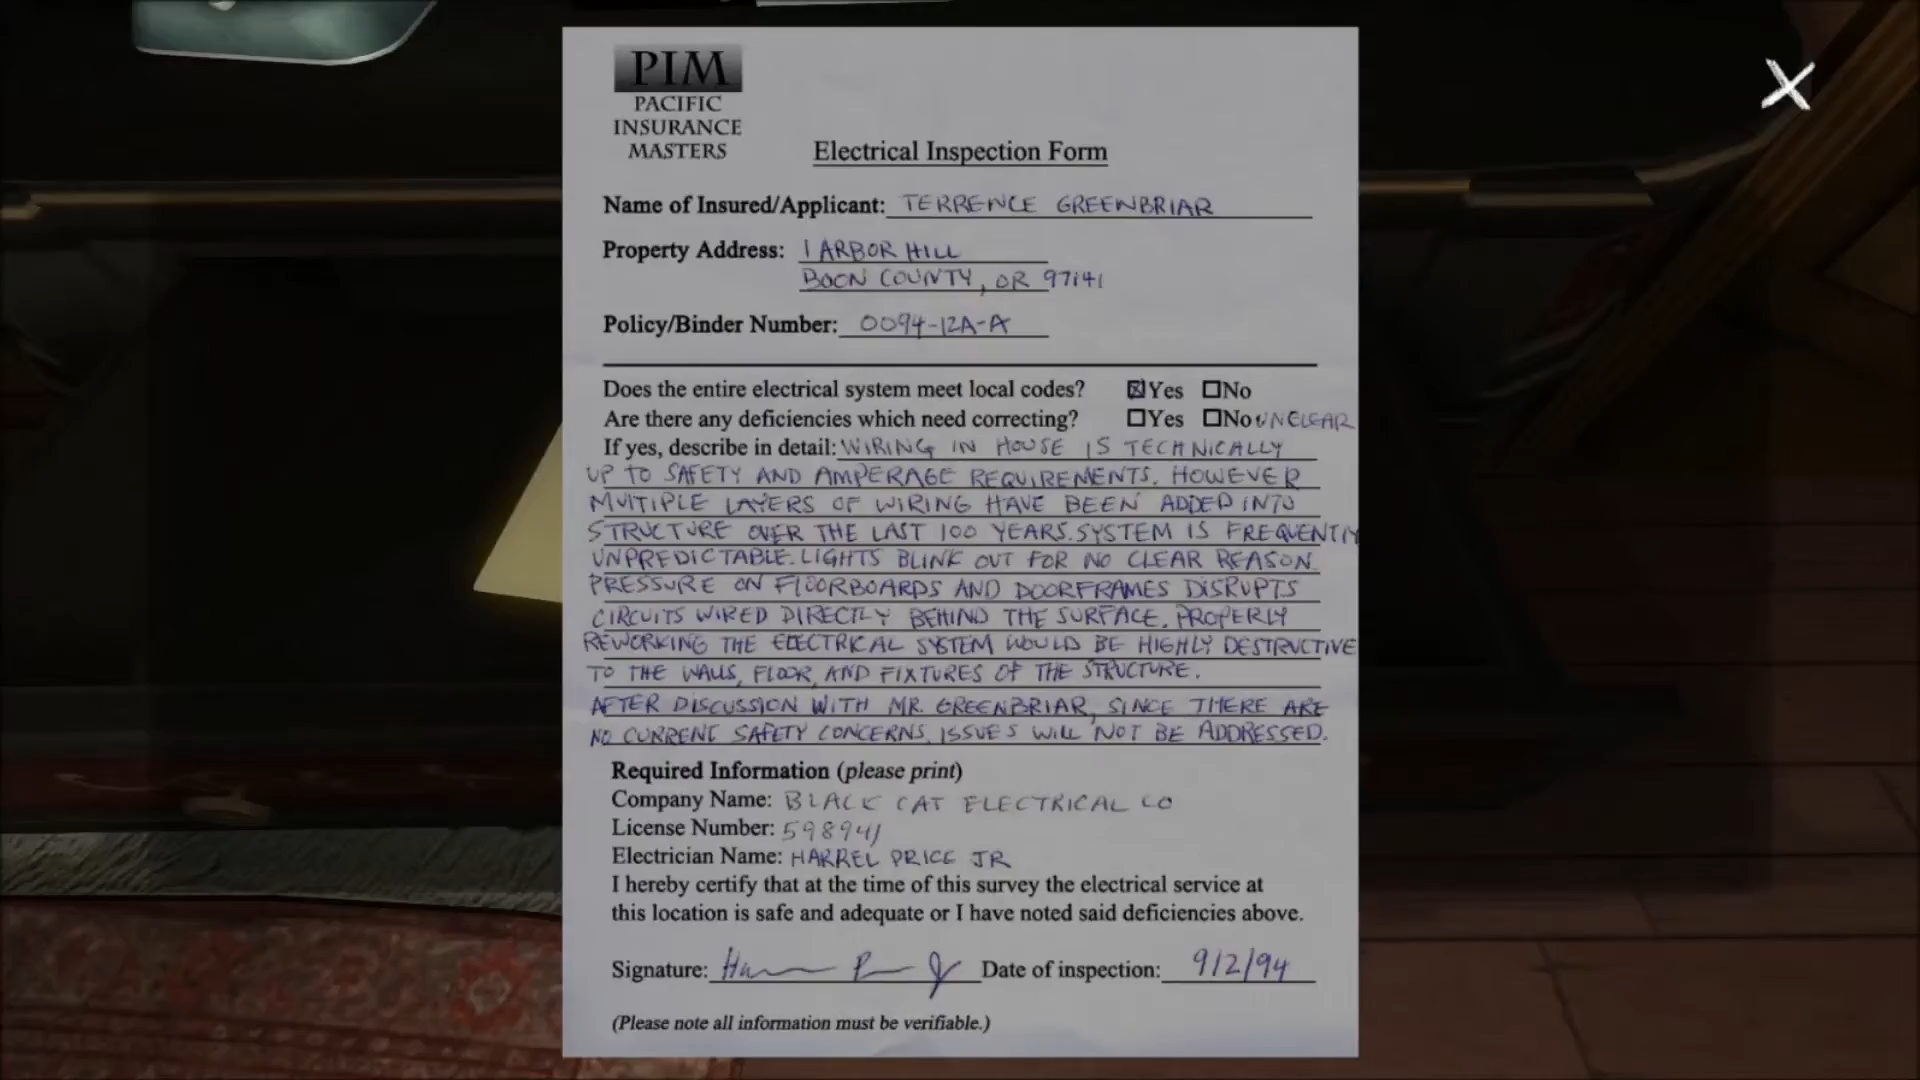 PIM
PACIFIC
INSURANCE
MASTERS
Electrical Inspection Form
Name of Insured/Applicant: TERRENCE GREENBRIAR
Property Address: 1 ARBOR HILL
BOON COUNTY, OR 97141
Policy/Binder Number: 0094-12A-A
Does the entire electrical system meet local codes? ☒Yes ☐No
Are there any deficiencies which need correcting? ☐Yes ☐No UNCLEAR
If yes, describe in detail: WIRING IN HOUSE IS TECHNICALLY
UP TO SAFETY AND AMPERAGE REQUIREMENTS. HOWEVER
MULTIPLE LAYERS OF WIRING HAVE BEEN ADDED INTO
STRUCTURE OVER THE LAST 100 YEARS. SYSTEM IS FREQUENTLY
UNPREDICTABLE. LIGHTS BLINK OUT FOR NO CLEAR REASON.
PRESSURE ON FLOORBOARDS AND DOORFRAMES DISRUPTS
CIRCUITS WIRED DIRECTLY BEHIND THE SURFACE. PROPERLY
REWORKING THE ELECTRICAL SYSTEM WOULD BE HIGHLY DESTRUCTIVE
TO THE WALLS, FLOOR, AND FIXTURES OF THE STRUCTURE.
AFTER DISCUSSION WITH MR. GREENBRIAR, SINCE THERE ARE
NO CURRENT SAFETY CONCERNS, ISSUES WILL NOT BE ADDRESSED.
Required Information (please print)
Company Name: BLACK CAT ELECTRICAL CO
License Number: 598941
Electrician Name: HARREL PRICE JR
I hereby certify that at the time of this survey the electrical service at
this location is safe and adequate or I have noted said deficiencies above.
Signature: Date of inspection: 9/2/94
(Please note all information must be verifiable.)